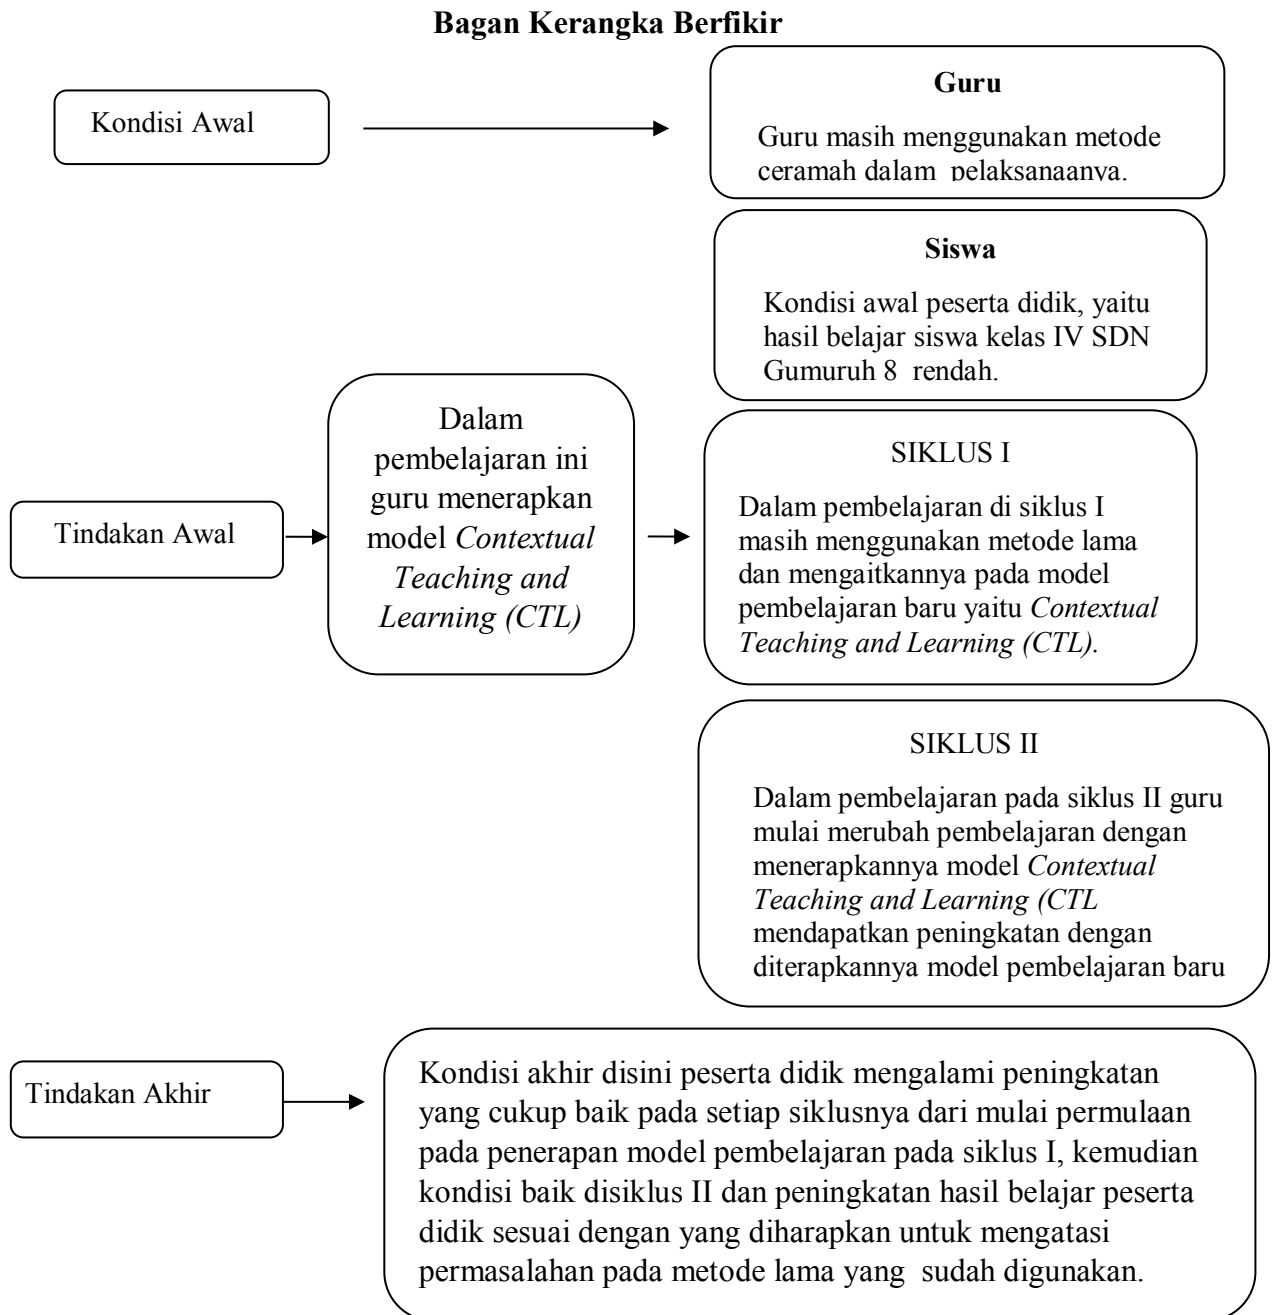 Bagan Kerangka Berfikir
Kondisi Awal
Guru
Guru masih menggunakan metode
ceramah dalam pelaksanaanya.
Siswa
Kondisi awal peserta didik, yaitu
hasil belajar siswa kelas IV SDN
Gumuruh 8 rendah.
Tindakan Awal
Dalam
pembelajaran ini
guru menerapkan
model Contextual
Teaching and
Learning (CTL)
SIKLUS I
Dalam pembelajaran di siklus I
masih menggunakan metode lama
dan mengaitkannya pada model
pembelajaran baru yaitu Contextual
Teaching and Learning (CTL).
SIKLUS II
Dalam pembelajaran pada siklus II guru
mulai merubah pembelajaran dengan
menerapkannya model Contextual
Teaching and Learning (CTL
mendapatkan peningkatan dengan
diterapkannya model pembelajaran baru
Tindakan Akhir
Kondisi akhir disini peserta didik mengalami peningkatan
yang cukup baik pada setiap siklusnya dari mulai permulaan
pada penerapan model pembelajaran pada siklus I, kemudian
kondisi baik disiklus II dan peningkatan hasil belajar peserta
didik sesuai dengan yang diharapkan untuk mengatasi
permasalahan pada metode lama yang sudah digunakan.